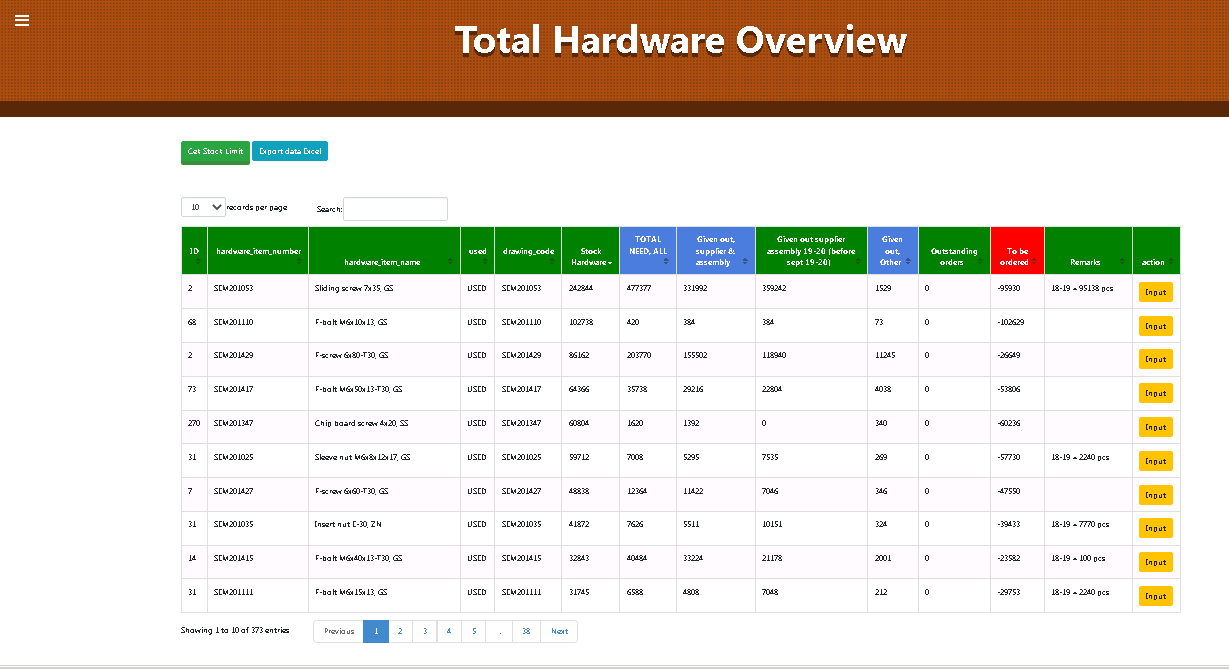 Total Hardware Overview
Get Stock Limit Export data Excel
10 records per page Search:
ID hardware_item_number hardware_item_name used drawing_code Stock Hardware TOTAL NEED, ALL Given out, supplier & assembly Given out supplier assembly 19-20 (before sept 19-20) Given out, Other Outstanding orders To be ordered Remarks action
2 SEM201053 Sliding screw 7x35, GS USED SEM201053 242844 477377 331992 359242 1529 0 -95930 18-19 = 95138 pcs Input
68 SEM201110 F-bolt M6x10x13, GS USED SEM201110 102738 420 384 384 73 0 -102629 Input
2 SEM201429 F-screw 6x80-T30, GS USED SEM201429 86162 203770 155502 118940 11245 0 -26649 Input
73 SEM201417 F-bolt M6x50x13-T30, GS USED SEM201417 64366 35738 29216 22804 4038 0 -53806 Input
270 SEM201347 Chip board screw 4x20, SS USED SEM201347 60804 1620 1392 0 340 0 -60236 Input
31 SEM201025 Sleeve nut M6x8x12x17, GS USED SEM201025 59712 7008 5295 7535 269 0 -57730 18-19 = 2240 pcs Input
7 SEM201427 F-screw 6x60-T30, GS USED SEM201427 48838 12364 11422 7046 346 0 -47550 Input
31 SEM201035 Insert nut E-30, ZN USED SEM201035 41872 7626 5511 10151 324 0 -39433 18-19 = 7770 pcs Input
14 SEM201415 F-bolt M6x40x13-T30, GS USED SEM201415 32843 40484 33224 21178 2001 0 -23582 18-19 = 100 pcs Input
31 SEM201111 F-bolt M6x15x13, GS USED SEM201111 31745 6588 4808 7048 212 0 -29753 18-19 = 2240 pcs Input
Showing 1 to 10 of 373 entries Previous 1 2 3 4 5 … 38 Next